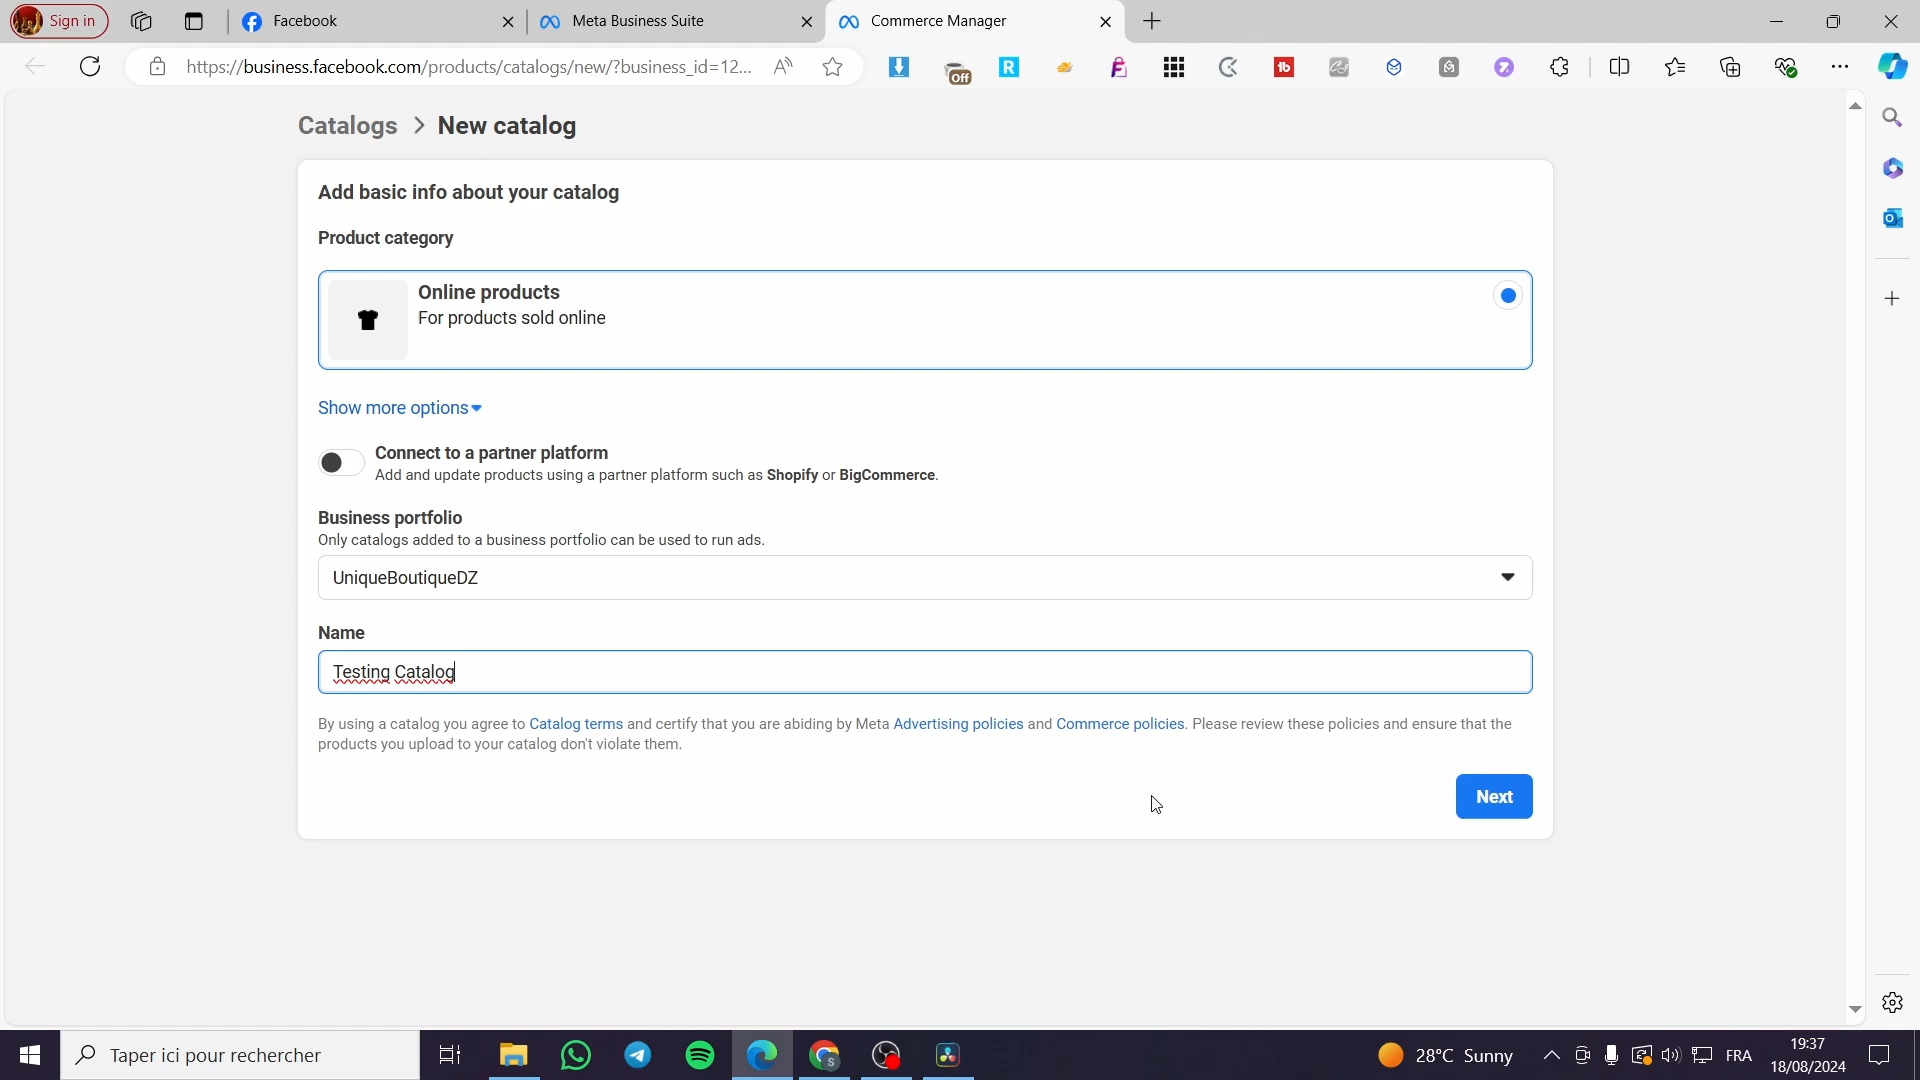 Sign in
Facebook
Meta Business Suite
Commerce Manager
https://business.facebook.com/products/catalogs/new/?business_id=12...
Off
Catalogs > New catalog
Add basic info about your catalog
Product category
Online products
For products sold online
Show more options
Connect to a partner platform
Add and update products using a partner platform such as Shopify or BigCommerce.
Business portfolio
Only catalogs added to a business portfolio can be used to run ads.
UniqueBoutiqueDZ
Name
Testing Catalog
By using a catalog you agree to Catalog terms and certify that you are abiding by Meta Advertising policies and Commerce policies. Please review these policies and ensure that the
products you upload to your catalog don't violate them.
Next
Taper ici pour rechercher
28°C Sunny
FRA
19:37
18/08/2024